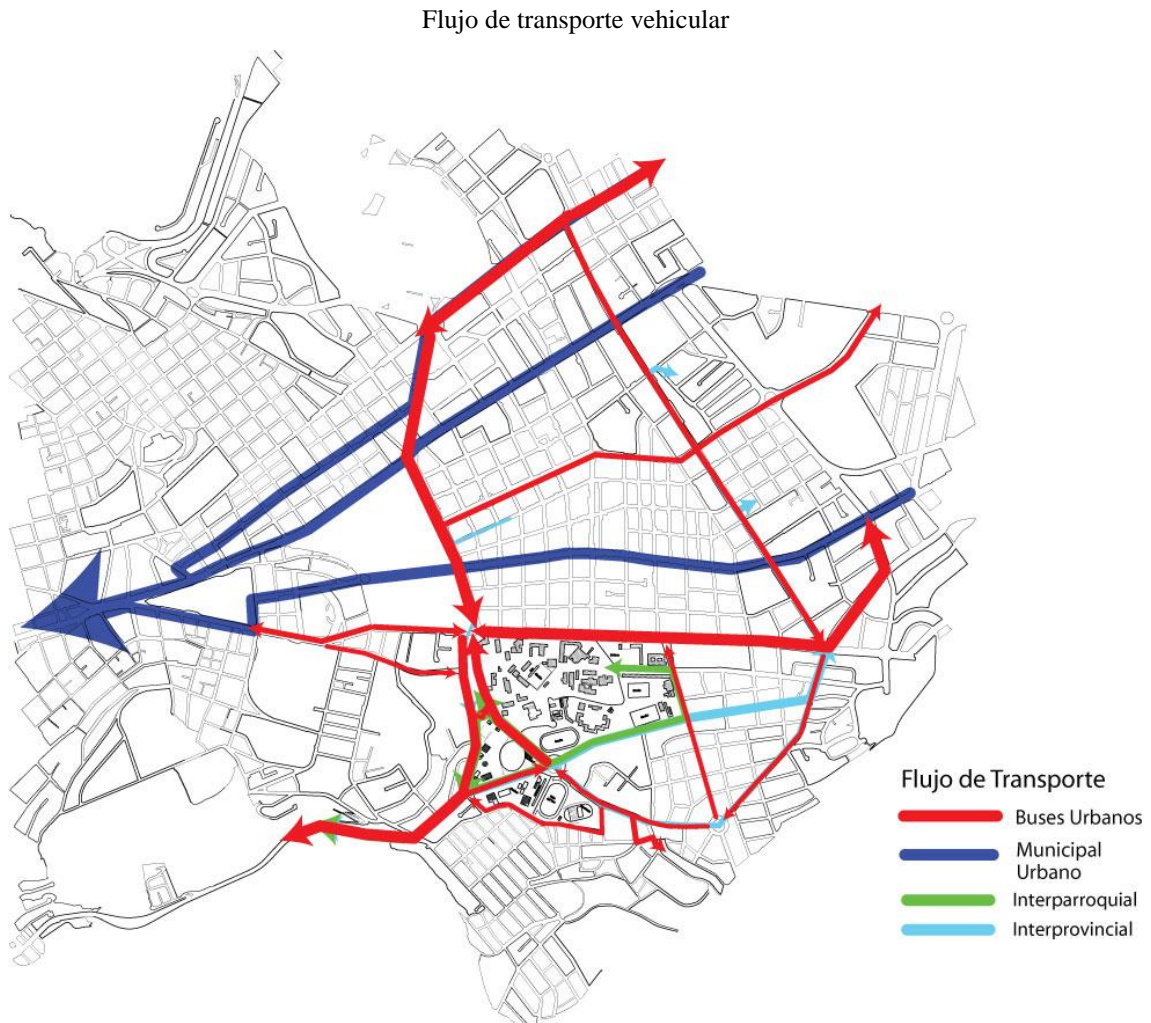 Flujo de transporte vehicular
Flujo de Transporte
Buses Urbanos
Municipal
Urbano
Interparroquial
Interprovincial